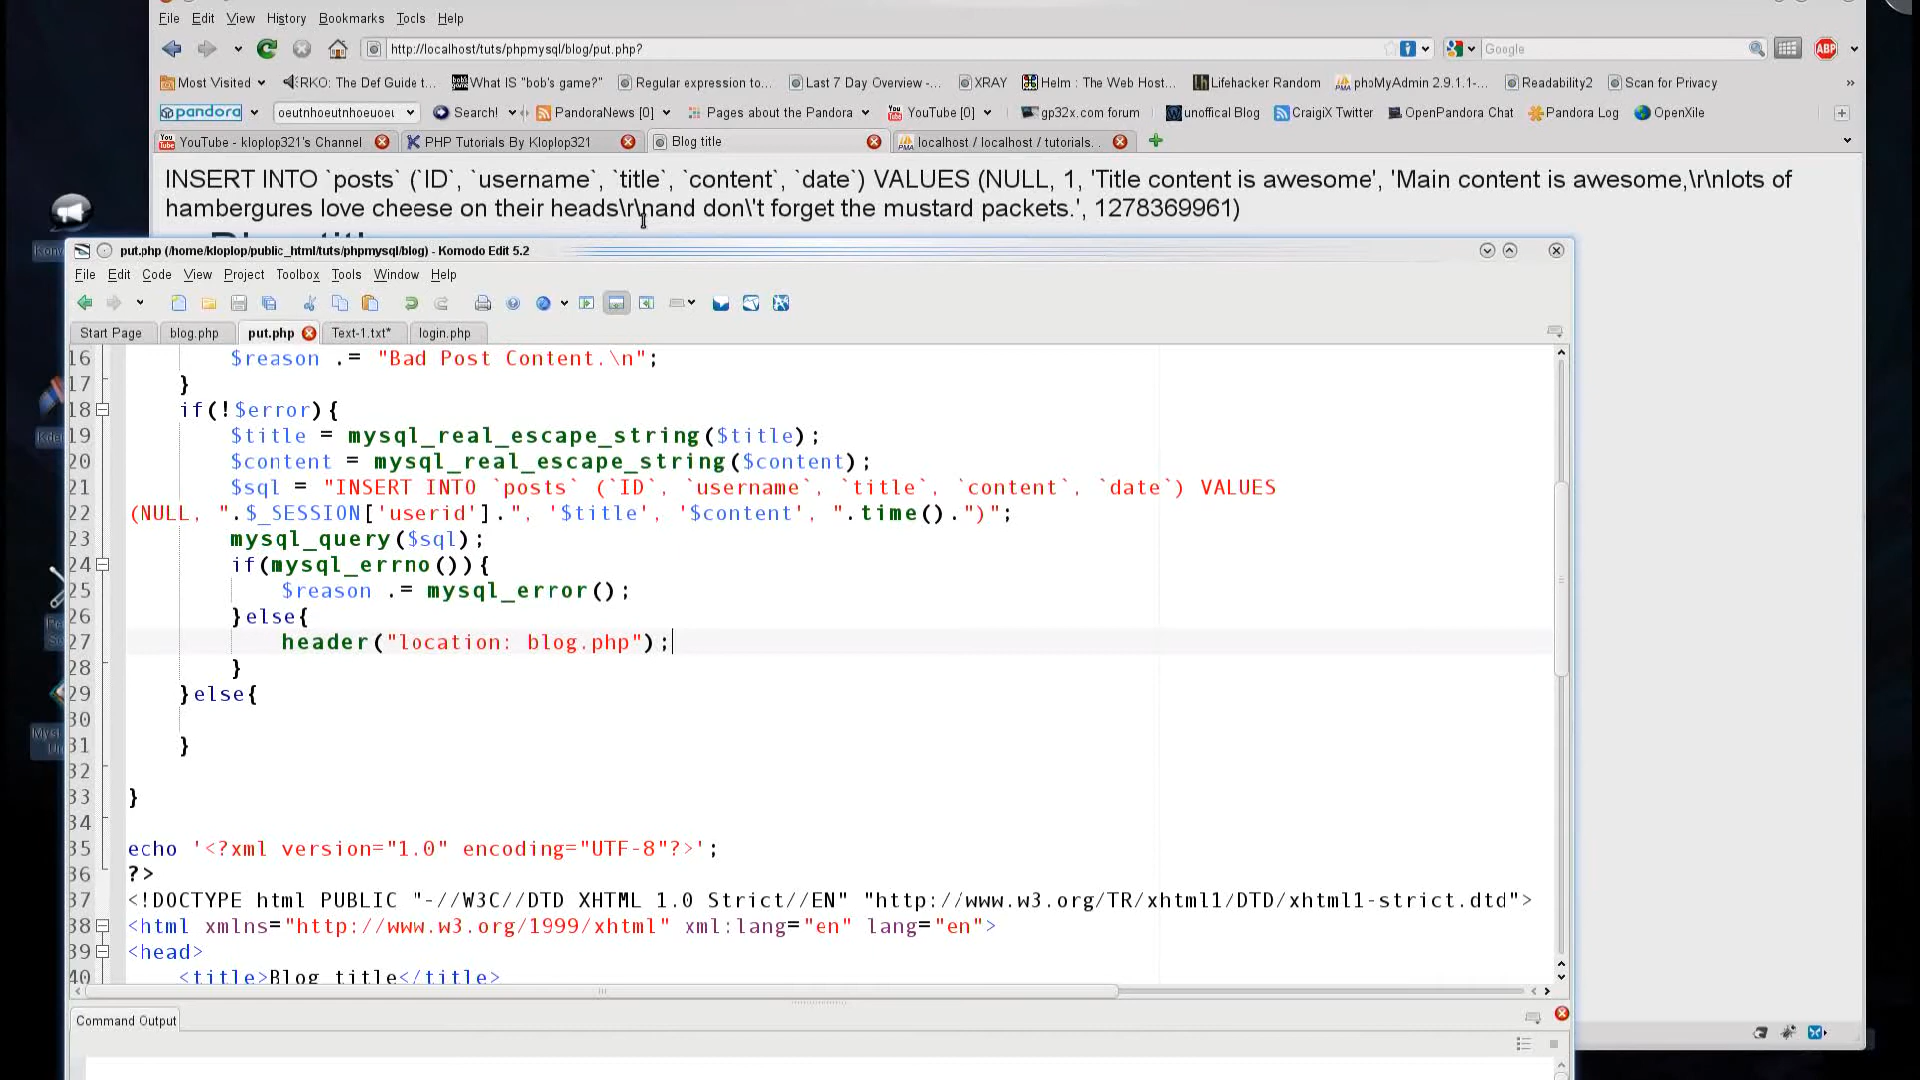 File Edit View History Bookmarks Tools Help
http://localhost/tuts/phpmysql/blog/put.php?
Google
ABP
Most Visited RKO: The Def Guide t... What IS "bob's game?" Regular expression to... Last 7 Day Overview -... XRAY Helm : The Web Host... Lifehacker Random phpMyAdmin 2.9.1.1-... Readability2 Scan for Privacy
pandora oeutnhoeutnhoeuoeu Search! PandoraNews [0] Pages about the Pandora YouTube [0] gp32x.com forum unoffical Blog CraigiX Twitter OpenPandora Chat Pandora Log OpenXile
YouTube - kloplop321's Channel PHP Tutorials By Kloplop321 Blog title localhost / localhost / tutorials.
INSERT INTO `posts` (`ID`, `username`, `title`, `content`, `date`) VALUES (NULL, 1, 'Title content is awesome', 'Main content is awesome,\r\nlots of
hambergures love cheese on their heads\r\nand don\'t forget the mustard packets.', 1278369961)
put.php (/home/kloplop/public_html/tuts/phpmysql/blog) - Komodo Edit 5.2
File Edit Code View Project Toolbox Tools Window Help
Start Page blog.php put.php Text-1.txt* login.php
16 $reason .= "Bad Post Content.\n";
17 }
18 if(!$error){
19 $title = mysql_real_escape_string($title);
20 $content = mysql_real_escape_string($content);
21 $sql = "INSERT INTO `posts` (`ID`, `username`, `title`, `content`, `date`) VALUES
22 (NULL, ".$_SESSION['userid'].", '$title', '$content', ".time().")";
23 mysql_query($sql);
24 if(mysql_errno()){
25 $reason .= mysql_error();
26 }else{
27 header("location: blog.php");
28 }
29 }else{
30
31 }
32
33 }
34
35 echo '<?xml version="1.0" encoding="UTF-8"?>';
36 ?>
37 <!DOCTYPE html PUBLIC "-//W3C//DTD XHTML 1.0 Strict//EN" "http://www.w3.org/TR/xhtml1/DTD/xhtml1-strict.dtd">
38 <html xmlns="http://www.w3.org/1999/xhtml" xml:lang="en" lang="en">
39 <head>
40 <title>Blog title</title>
Command Output